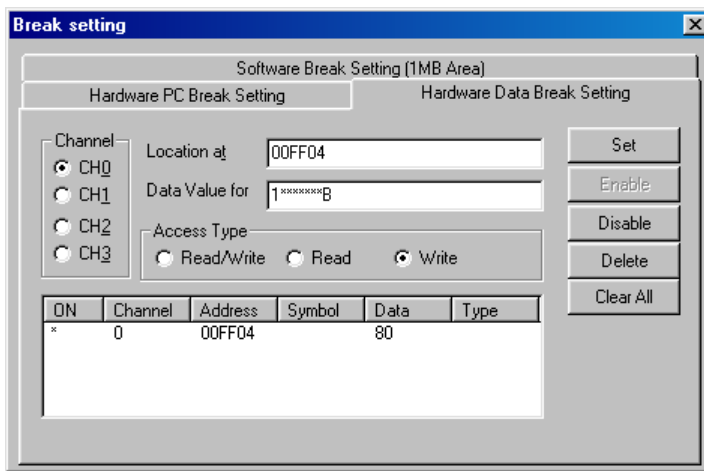 Break setting
Software Break Setting (1MB Area)
Hardware PC Break Setting
Hardware Data Break Setting
Channel
CH0
CH1
CH2
CH3
Location at
00FF04
Data Value for
1*******B
Access Type
Read/Write
Read
Write
Set
Enable
Disable
Delete
Clear All
ON Channel Address Symbol Data Type
* 0 00FF04 80